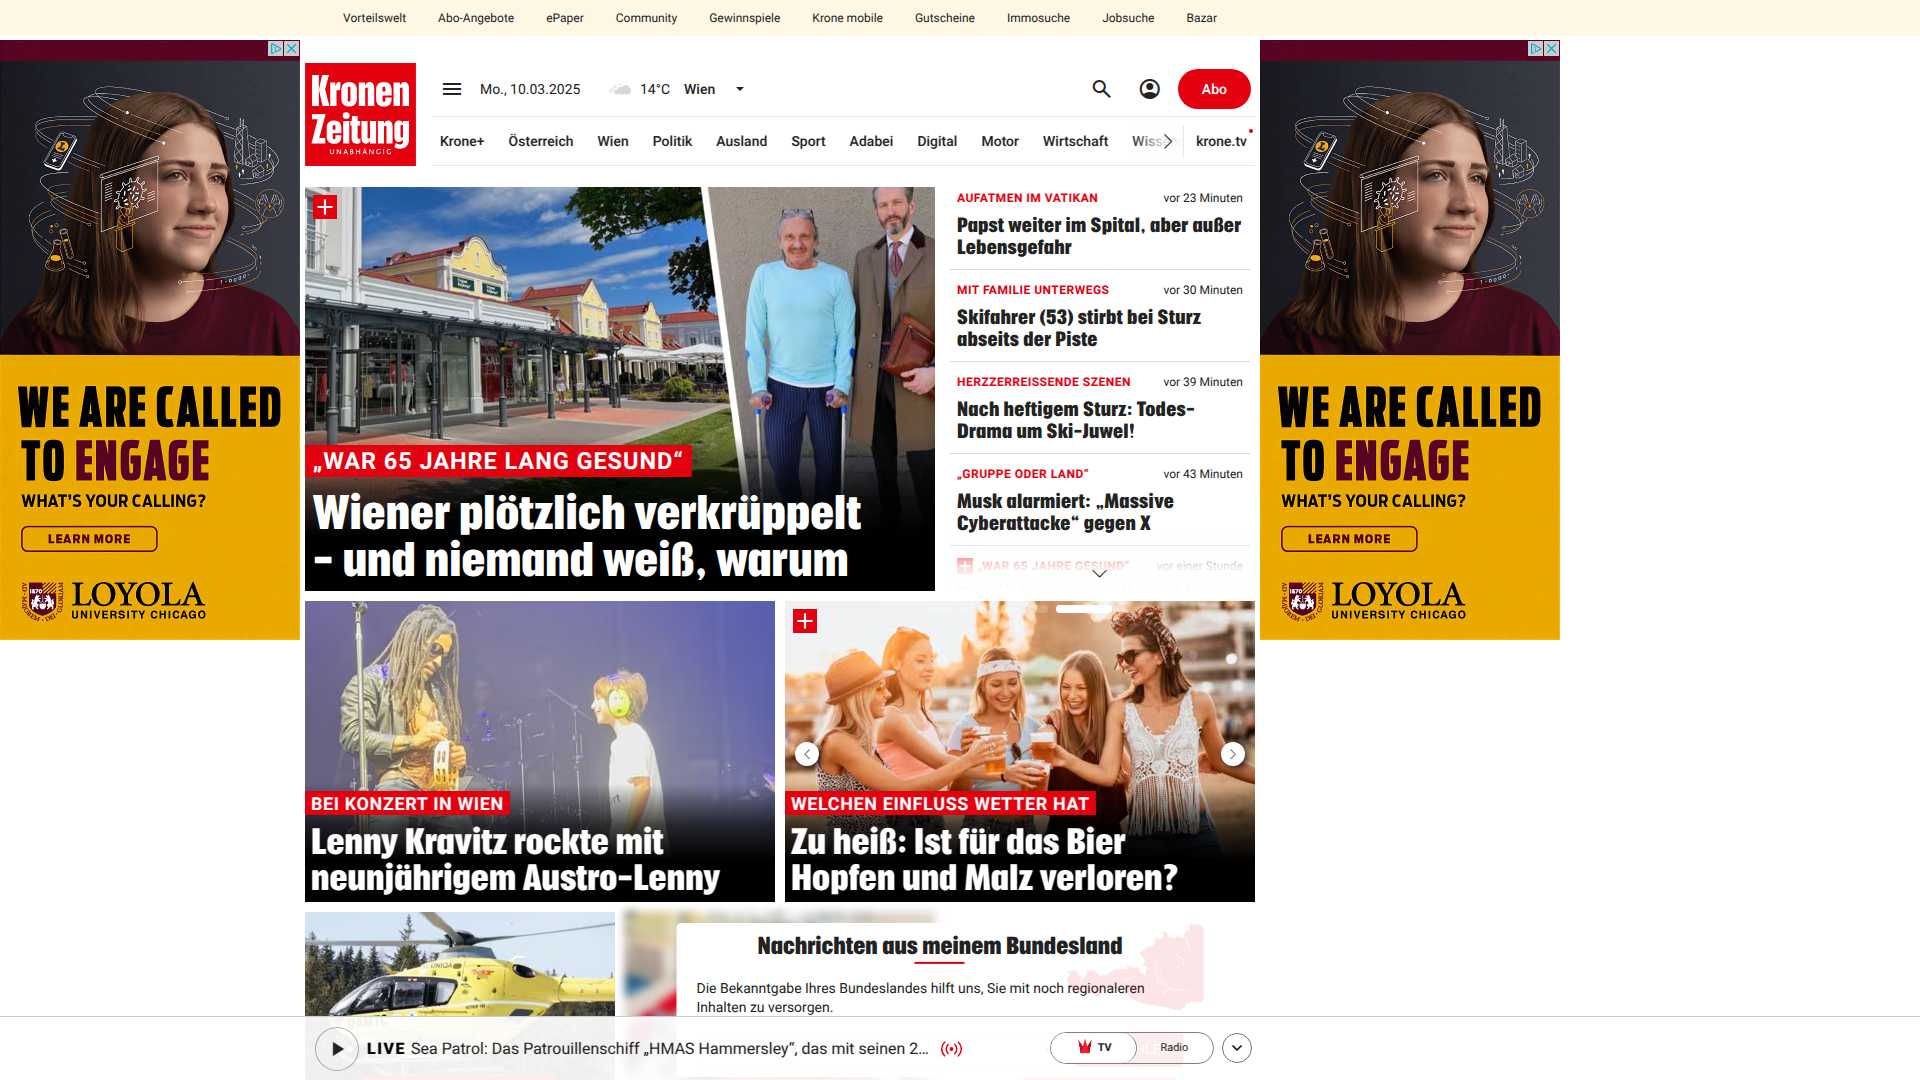 Vorteilswelt Abo-Angebote ePaper Community Gewinnspiele Krone mobile Gutscheine Immosuche Jobsuche Bazar
Kronen
Zeitung
UNABHÄNGIG
Mo., 10.03.2025 14°C Wien
Abo
Krone+ Österreich Wien Politik Ausland Sport Adabei Digital Motor Wirtschaft krone.tv
WE ARE CALLED
TO ENGAGE
WHAT'S YOUR CALLING?
LEARN MORE
1870
LOYOLA
UNIVERSITY CHICAGO
„WAR 65 JAHRE LANG GESUND“
Wiener plötzlich verkrüppelt
– und niemand weiß, warum
AUFATMEN IM VATIKAN vor 23 Minuten
Papst weiter im Spital, aber außer
Lebensgefahr
MIT FAMILIE UNTERWEGS vor 30 Minuten
Skifahrer (53) stirbt bei Sturz
abseits der Piste
HERZZERREISSENDE SZENEN vor 39 Minuten
Nach heftigem Sturz: Todes-
Drama um Ski-Juwel!
„GRUPPE ODER LAND“ vor 43 Minuten
Musk alarmiert: „Massive
Cyberattacke“ gegen X
„WAR 65 JAHRE GESUND“ vor einer Stunde
BEI KONZERT IN WIEN
Lenny Kravitz rockte mit
neunjährigem Austro-Lenny
WELCHEN EINFLUSS WETTER HAT
Zu heiß: Ist für das Bier
Hopfen und Malz verloren?
Nachrichten aus meinem Bundesland
Die Bekanntgabe Ihres Bundeslandes hilft uns, Sie mit noch regionaleren
Inhalten zu versorgen.
LIVE Sea Patrol: Das Patrouillenschiff „HMAS Hammersley“, das mit seinen 2...
TV Radio
WE ARE CALLED
TO ENGAGE
WHAT'S YOUR CALLING?
LEARN MORE
1870
LOYOLA
UNIVERSITY CHICAGO